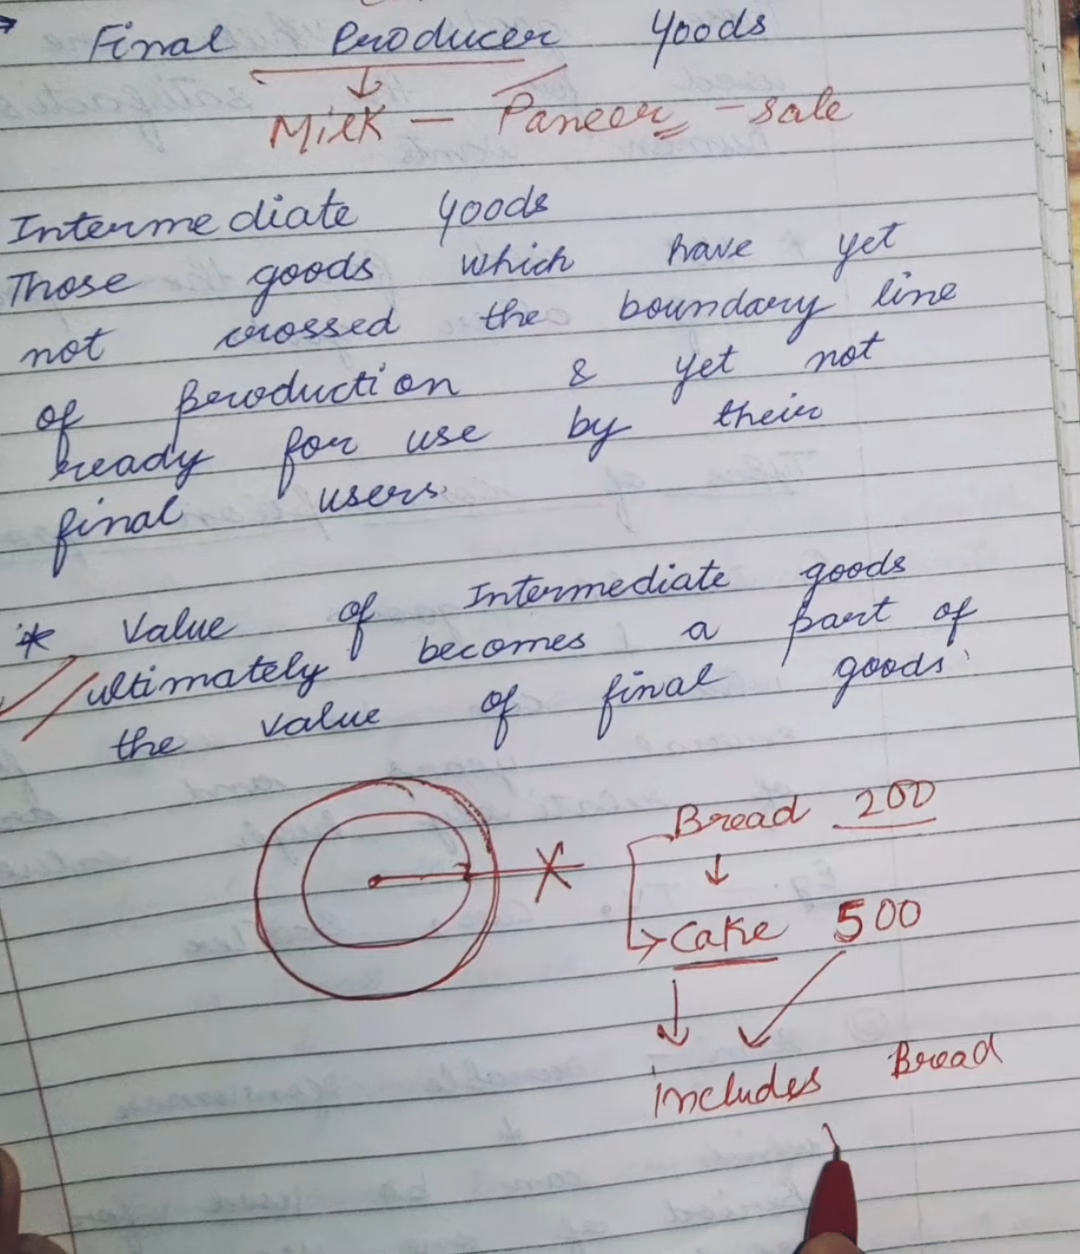 Final Producer goods
Milk - Paneer - sale
Intermediate goods
Those goods which have yet
not crossed the boundary line
of production & yet not
ready for use by their
final users.
* Value of Intermediate goods
ultimately becomes a part of
the value of final goods.
Bread 200
Cake 500
includes Bread